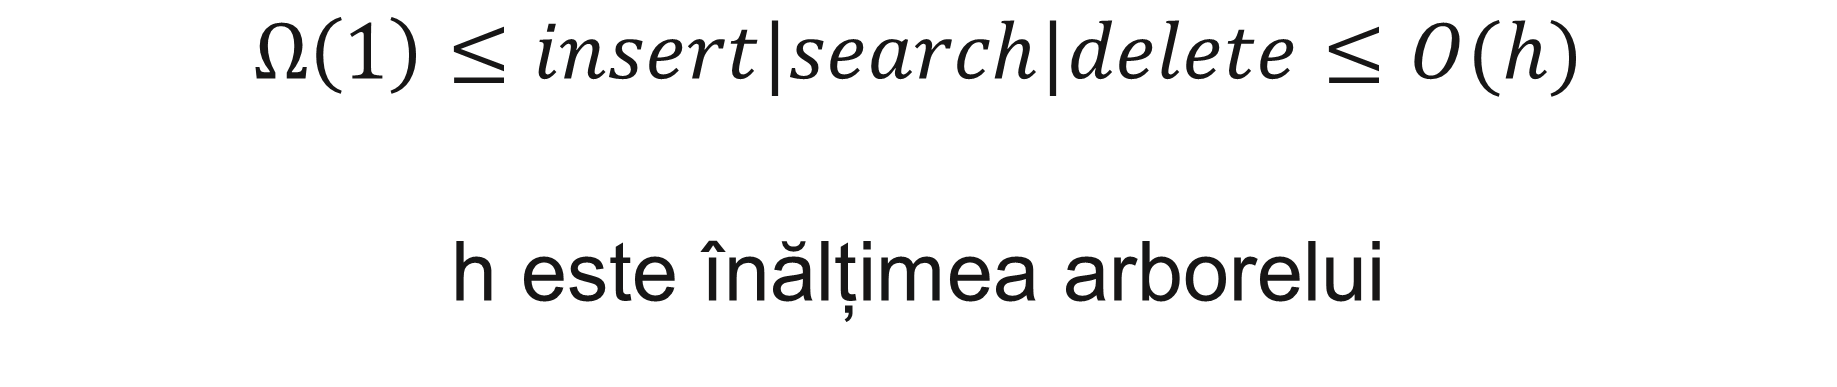 Ω(1) ≤ insert|search|delete ≤ O(h)
h este înălțimea arborelui